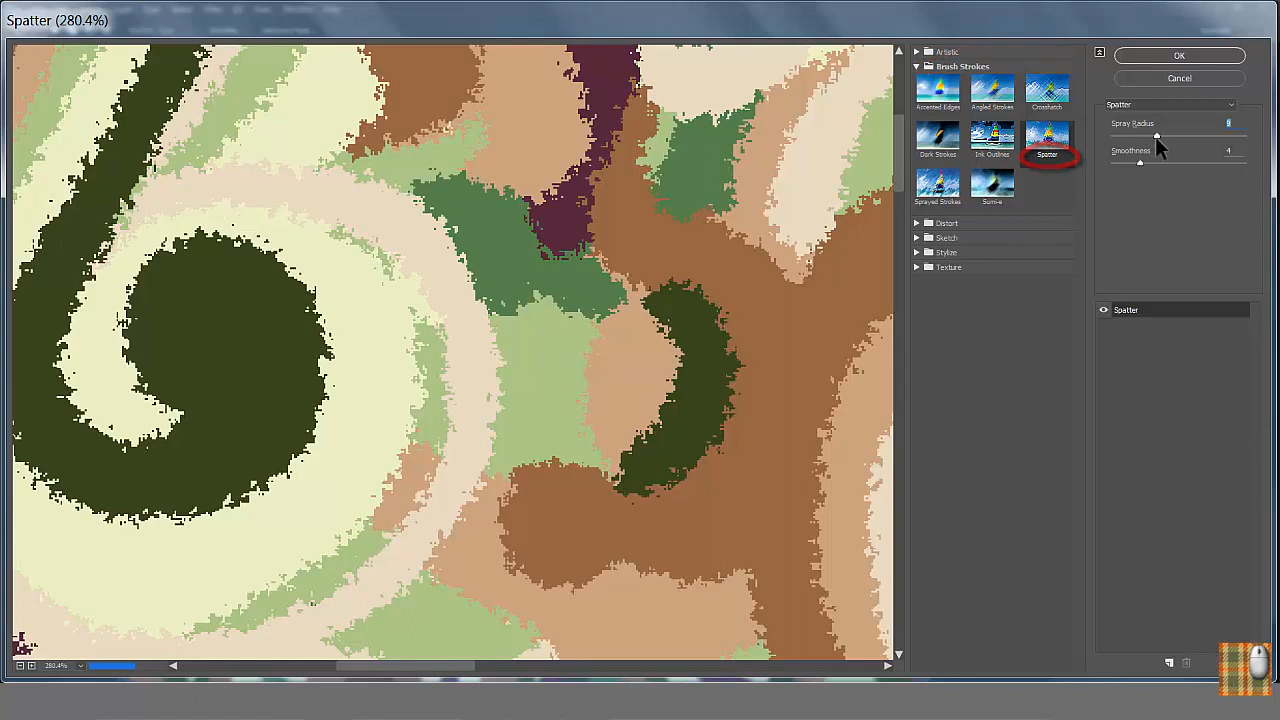 Spatter (280.4%)
Artistic
Brush Strokes
Accented Edges
Angled Strokes
Crosshatch
Dark Strokes
Ink Outlines
Spatter
Sprayed Strokes
Sumi-e
Distort
Sketch
Stylize
Texture
OK
Cancel
Spatter
Spray Radius
Smoothness 4
Spatter
280.4%